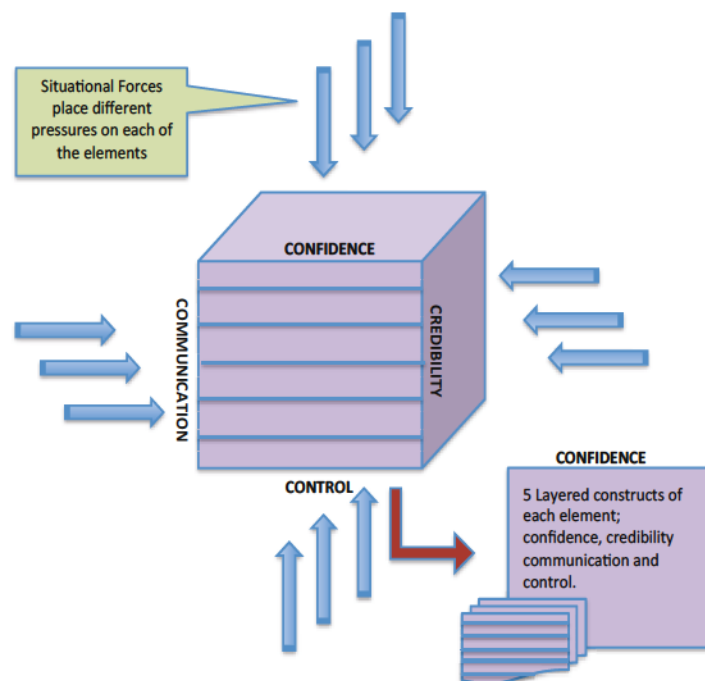 Situational Forces
place different
pressures on each of
the elements
CONFIDENCE
COMMUNICATION
CREDIBILITY
CONTROL
CONFIDENCE
5 Layered constructs of
each element;
confidence, credibility
communication and
control.